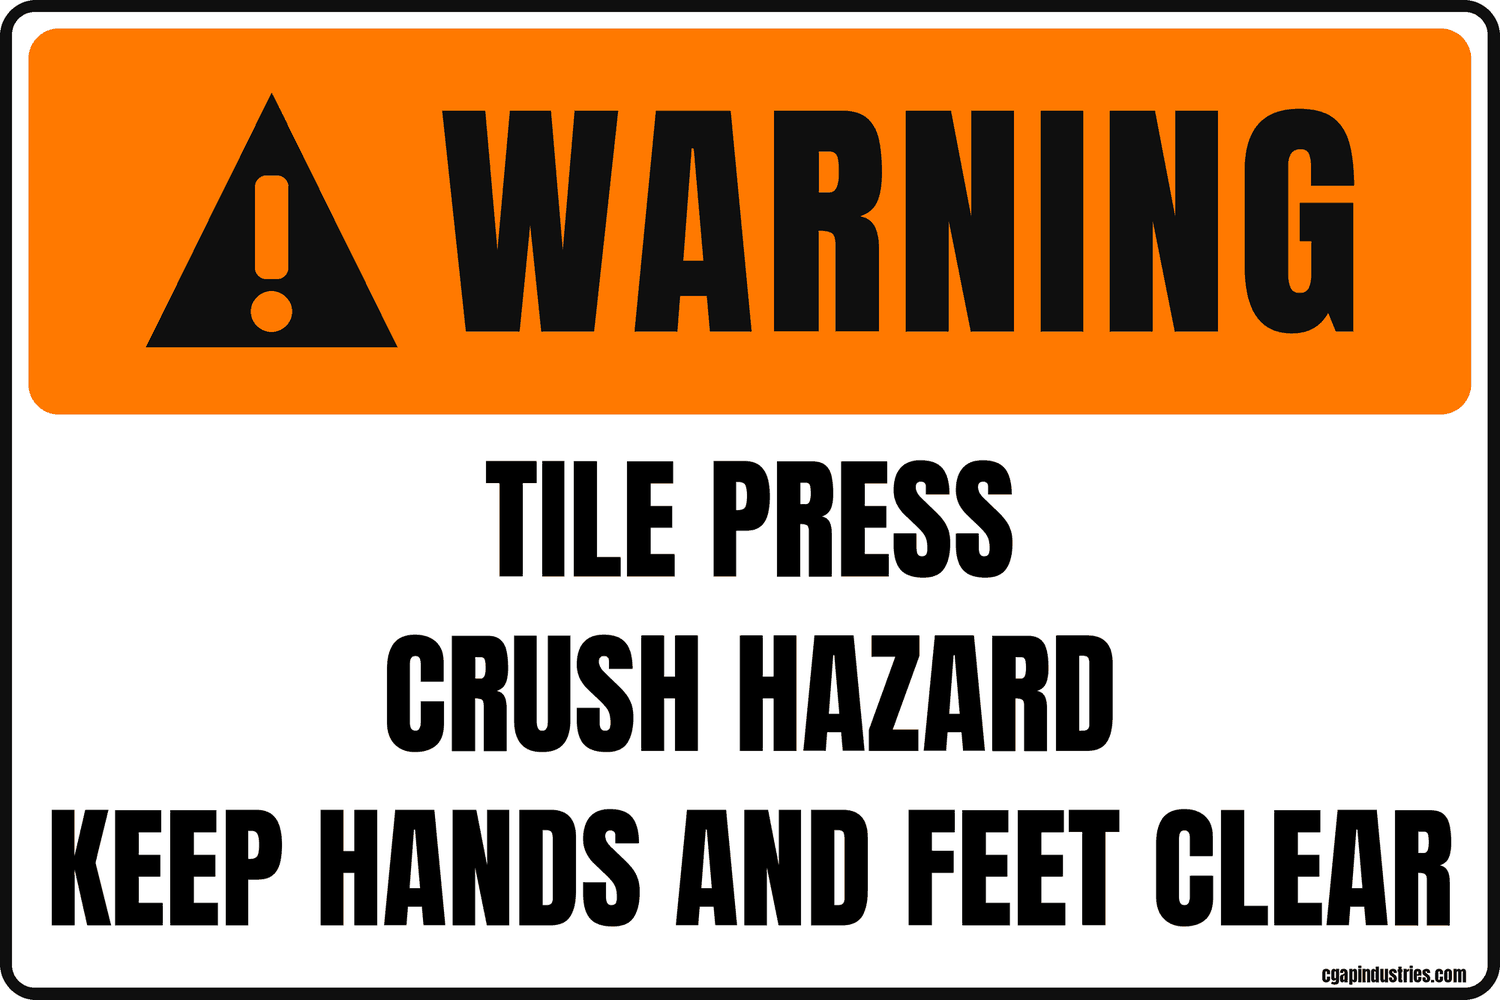 WARNING
TILE PRESS
CRUSH HAZARD
KEEP HANDS AND FEET CLEAR
cgapindustries.com